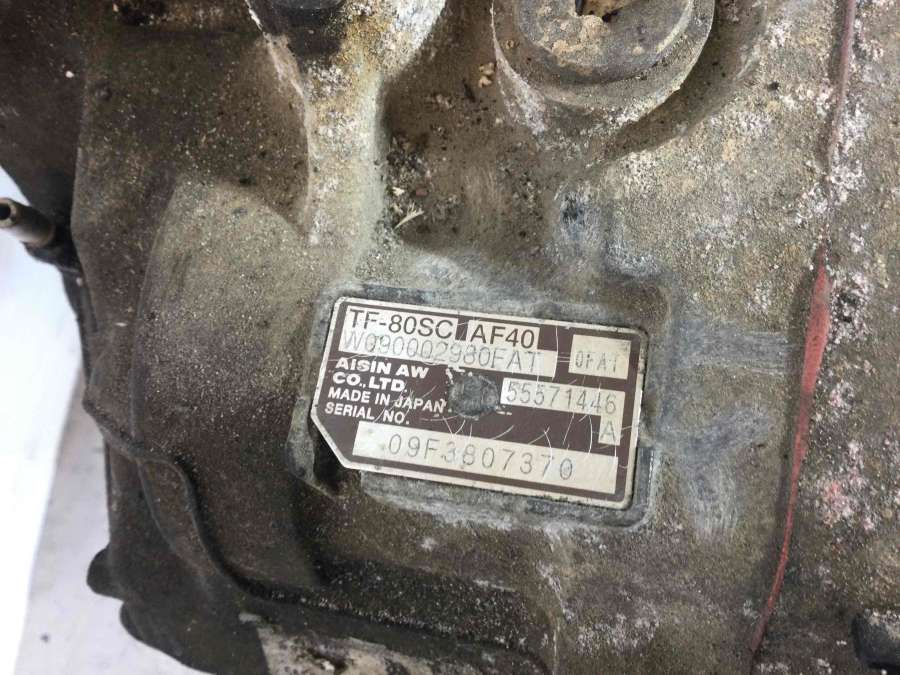 TF-80SC AF40
W090002980FAT 0FAT
AISIN AW
CO.,LTD. 55571446
MADE IN JAPAN A
SERIAL NO.
09F3807370